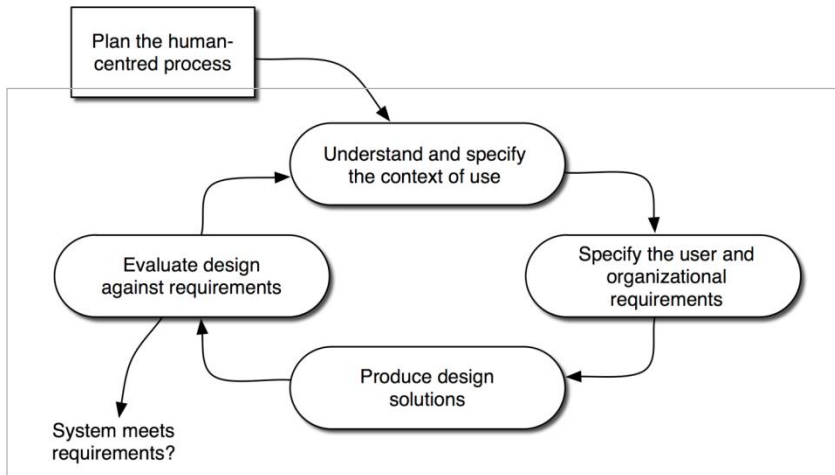 Plan the human-
centred process
Understand and specify
the context of use
Specify the user and
organizational
requirements
Produce design
solutions
Evaluate design
against requirements
System meets
requirements?